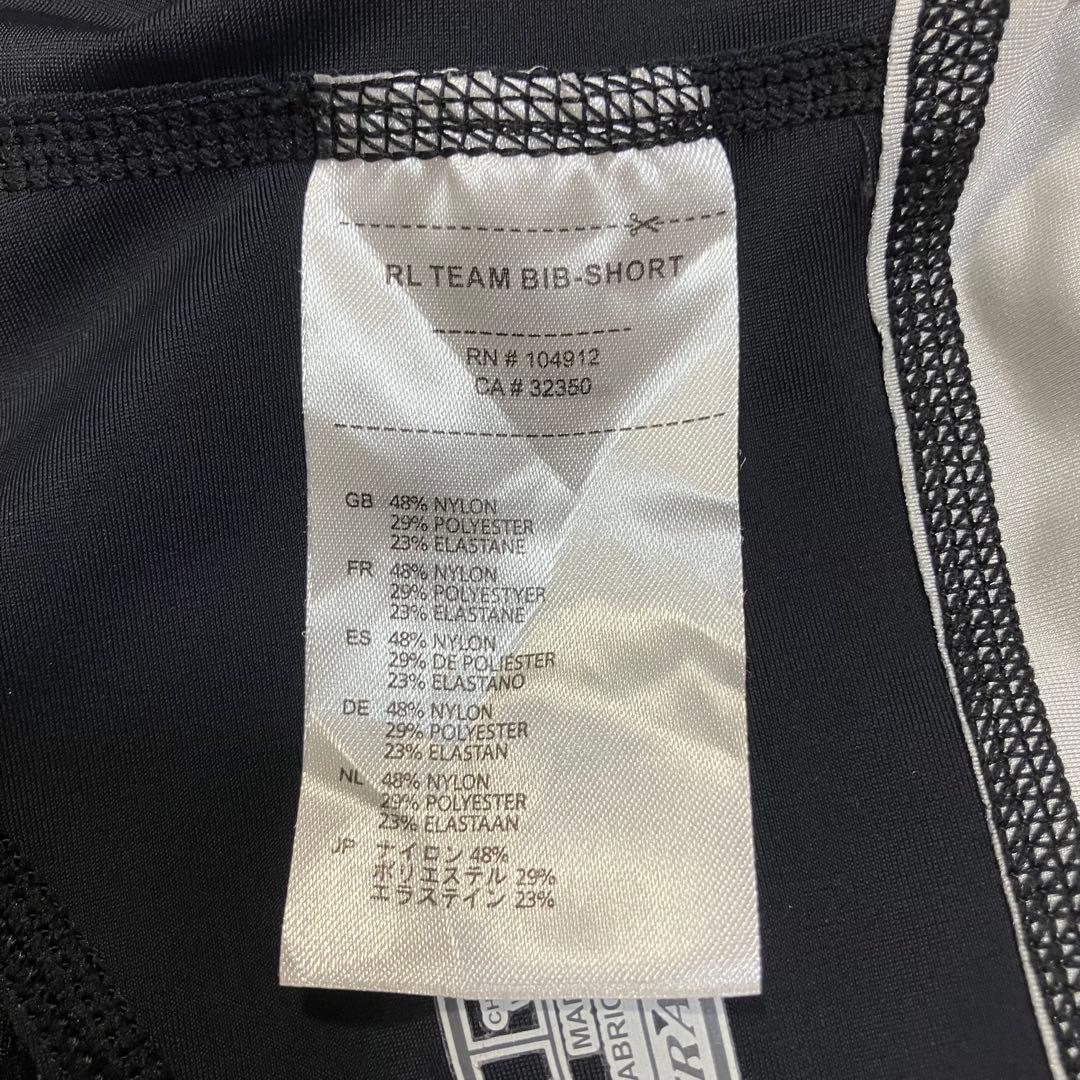 RL TEAM BIB-SHORT
RN # 104912
CA # 32350
GB 48% NYLON
29% POLYESTER
23% ELASTANE
FR 48% NYLON
29% POLYESTYER
23% ELASTANE
ES 48% NYLON
29% DE POLIESTER
23% ELASTANO
DE 48% NYLON
29% POLYESTER
23% ELASTAN
NL 48% NYLON
29% POLYESTER
23% ELASTAAN
JP ナイロン 48%
ポリエステル 29%
エラステイン 23%